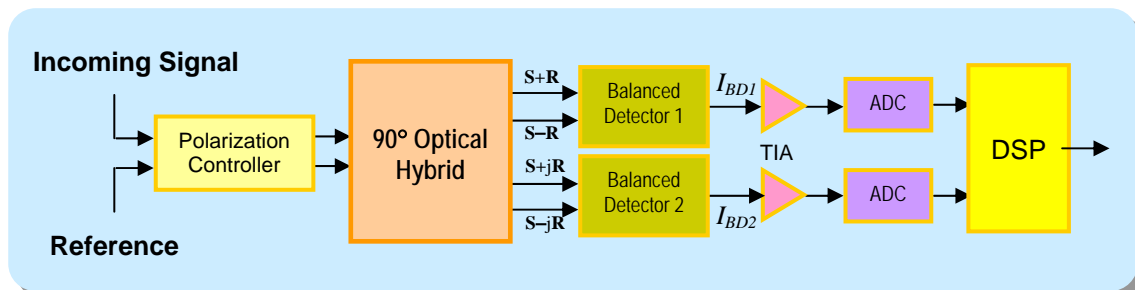 Incoming Signal
Polarization
Controller
Reference
90° Optical
Hybrid
S+R
S–R
S+jR
S–jR
Balanced
Detector 1
Balanced
Detector 2
I_BD1
I_BD2
TIA
ADC
ADC
DSP